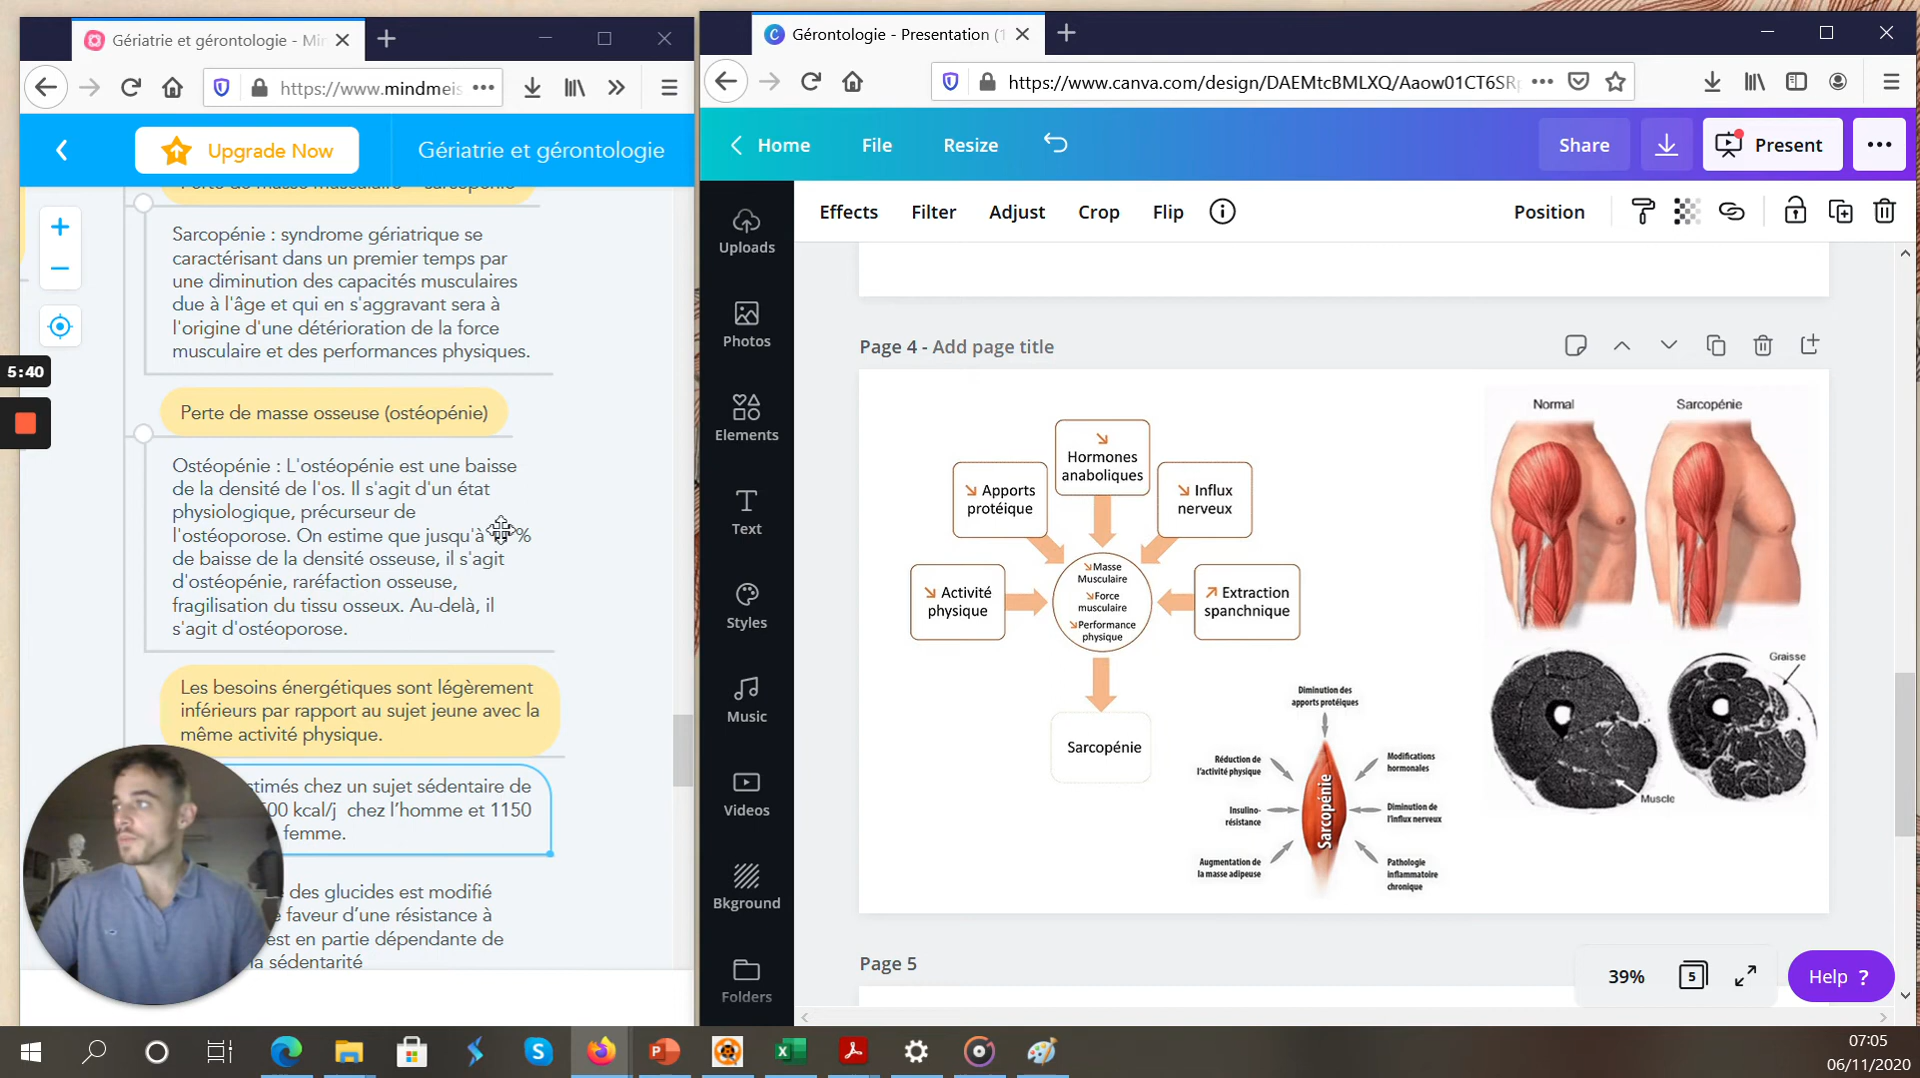 Gériatrie et gérontologie - Mi
Gérontologie - Presentation (1
https://www.mindmeis
https://www.canva.com/design/DAEMtcBMLXQ/Aaow01CT6SR
Upgrade Now
Gériatrie et gérontologie
Home
File
Resize
Share
Present
Effects
Filter
Adjust
Crop
Flip
Position
Perte de masse musculaire = sarcopénie
Sarcopénie : syndrome gériatrique se
caractérisant dans un premier temps par
une diminution des capacités musculaires
due à l'âge et qui en s'aggravant sera à
l'origine d'une détérioration de la force
musculaire et des performances physiques.
5:40
Perte de masse osseuse (ostéopénie)
Ostéopénie : L'ostéopénie est une baisse
de la densité de l'os. Il s'agit d'un état
physiologique, précurseur de
l'ostéoporose. On estime que jusqu'à %
de baisse de la densité osseuse, il s'agit
d'ostéopénie, raréfaction osseuse,
fragilisation du tissu osseux. Au-delà, il
s'agit d'ostéoporose.
Les besoins énergétiques sont légèrement
inférieurs par rapport au sujet jeune avec la
même activité physique.
stimés chez un sujet sédentaire de
00 kcal/j chez l'homme et 1150
femme.
des glucides est modifié
faveur d'une résistance à
est en partie dépendante de
la sédentarité
Uploads
Photos
Elements
Text
Styles
Music
Videos
Bkground
Folders
Page 4 - Add page title
↘
Hormones
anaboliques
↘ Apports
protéique
↘ Influx
nerveux
↘ Activité
physique
↘Masse
Musculaire
↘Force
musculaire
↘Performance
physique
↗ Extraction
spanchnique
Sarcopénie
Diminution des
apports protéiques
Réduction de
l'activité physique
Modifications
hormonales
Insulino-
résistance
Diminution de
l'influx nerveux
Augmentation de
la masse adipeuse
Pathologie
inflammatoire
chronique
Sarcopénie
Normal
Sarcopénie
Graisse
Muscle
Page 5
39%
5
Help ?
07:05
06/11/2020